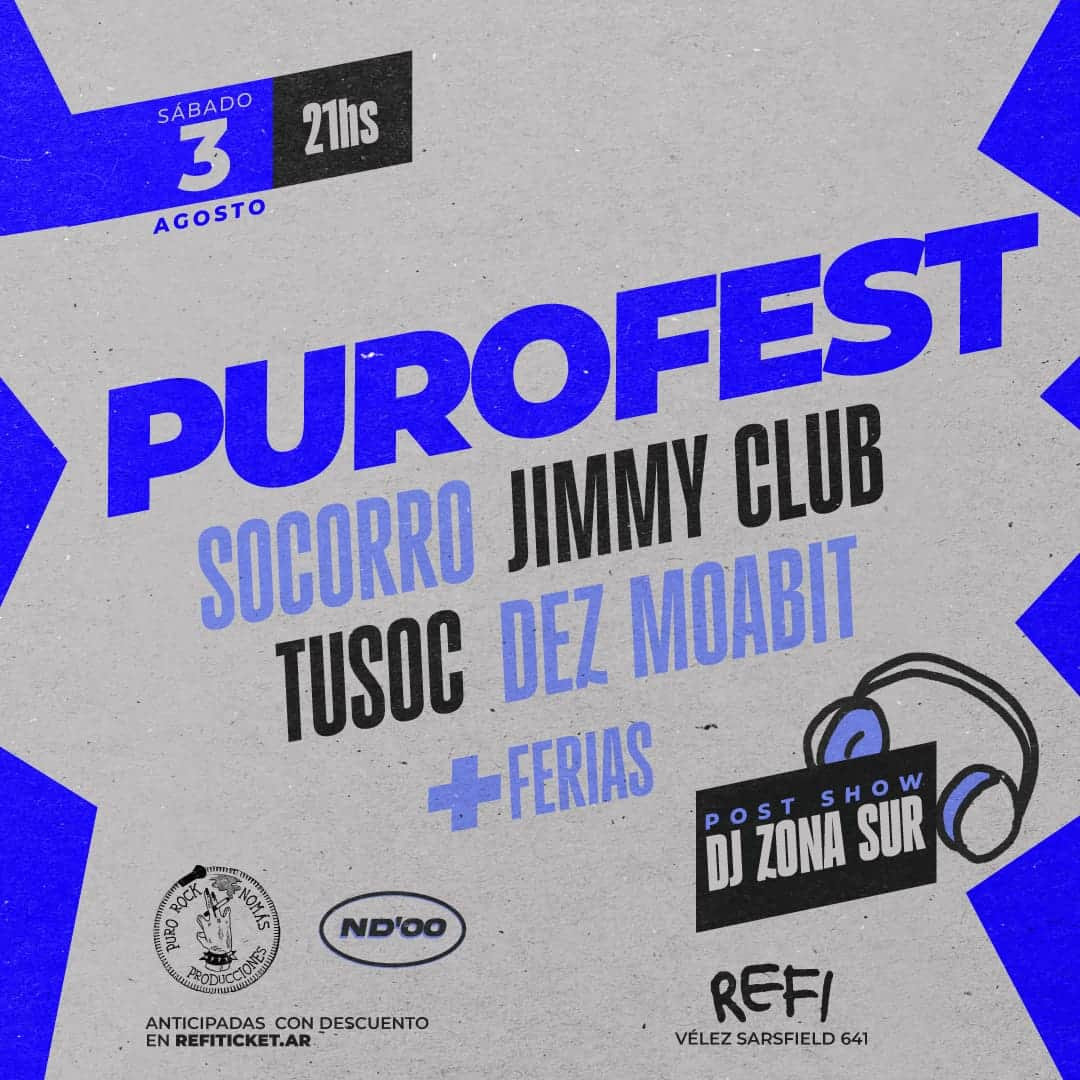 SÁBADO
3
AGOSTO
21hs
PUROFEST
SOCORRO JIMMY CLUB
TUSOC DEZ MOABIT
+FERIAS
POST SHOW
DJ ZONA SUR
PURO ROCK NOMÁS
PRODUCCIONES
ND'00
ANTICIPADAS CON DESCUENTO
EN REFITICKET.AR
REFI
VÉLEZ SARSFIELD 641